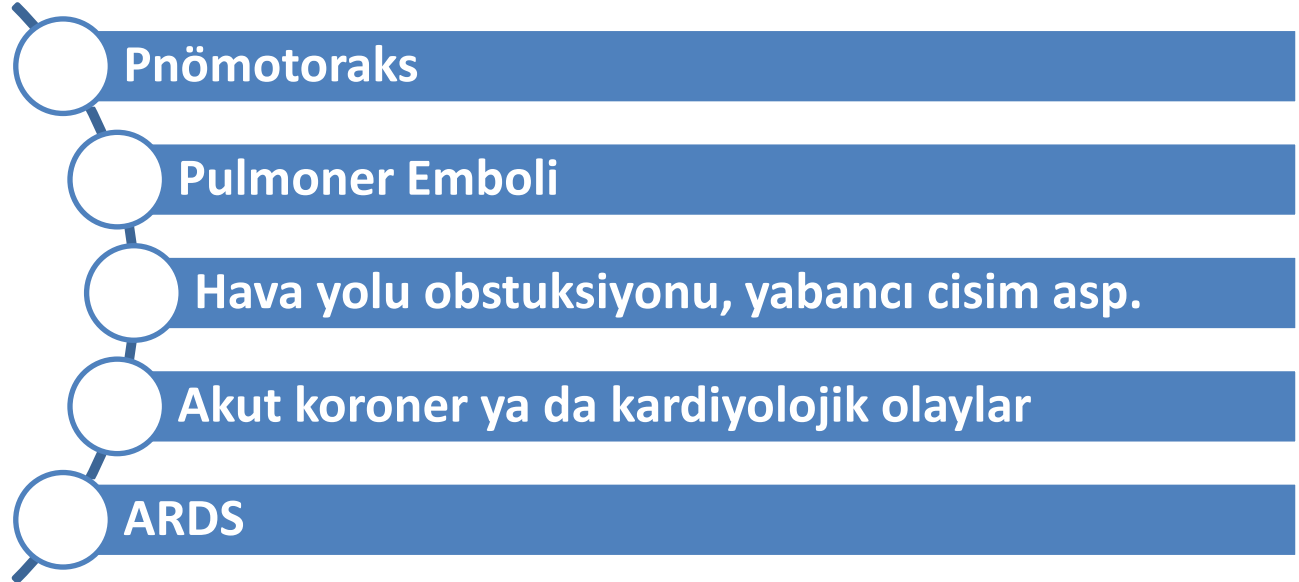 Pnömotoraks
Pulmoner Emboli
Hava yolu obstuksiyonu, yabancı cisim asp.
Akut koroner ya da kardiyolojik olaylar
ARDS